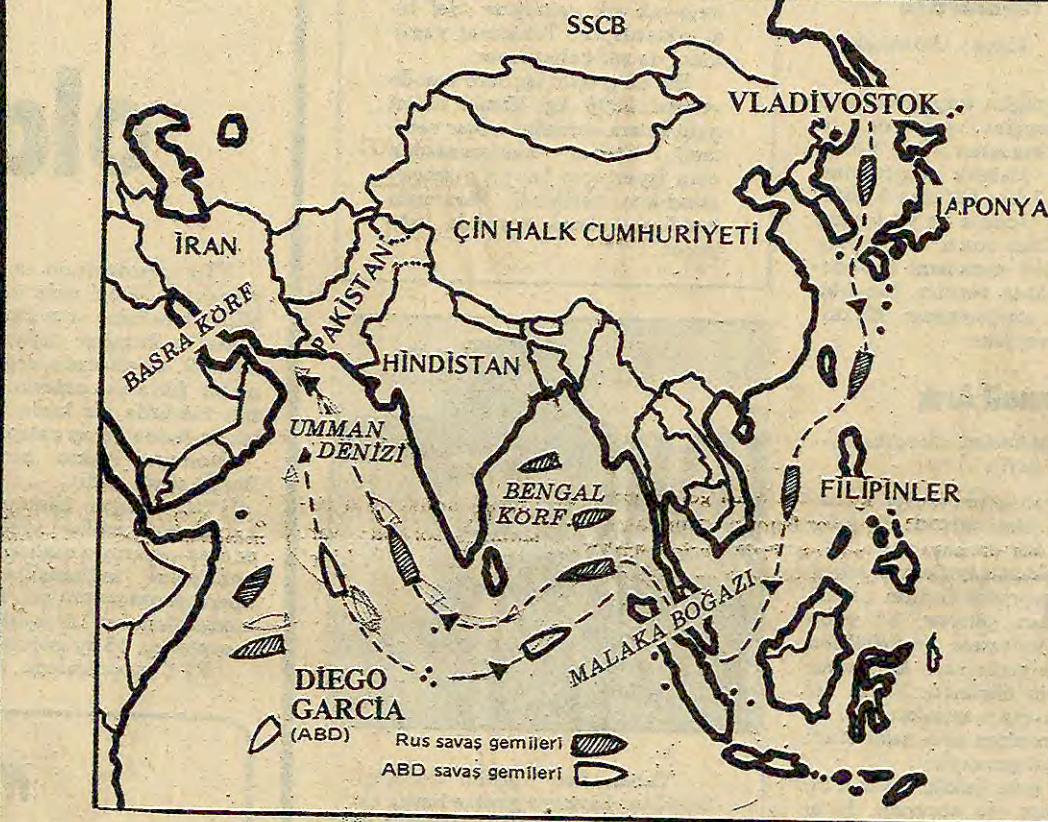 SSCB
VLADİVOSTOK
JAPONYA
İRAN
ÇİN HALK CUMHURİYETİ
PAKİSTAN
BASRA KÖRF
HİNDİSTAN
UMMAN
DENİZİ
BENGAL
KÖRF.
FİLİPİNLER
MALAKA BOĞAZI
DİEGO
GARCİA
(ABD)
Rus savaş gemileri
ABD savaş gemileri